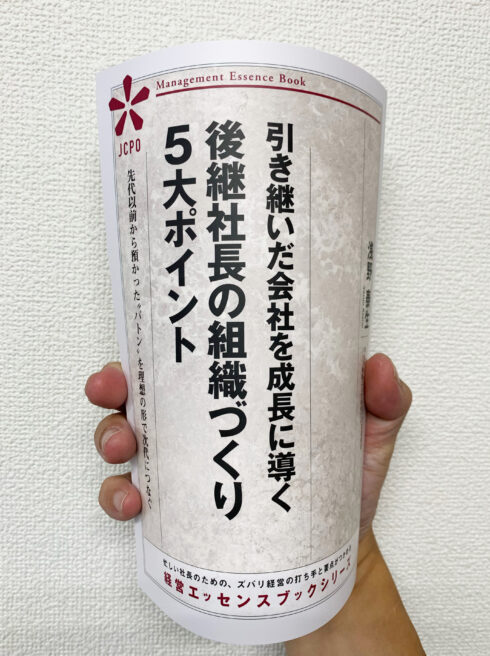 Management Essence Book
JCPO
浅野泰生
引き継いだ会社を成長に導く
後継社長の組織づくり
5大ポイント
先代以前から預かった“バトン”を理想の形で次代につなぐ
忙しい社長のための、ズバリ経営の打ち手と要点がつかめる
経営エッセンスブックシリーズ